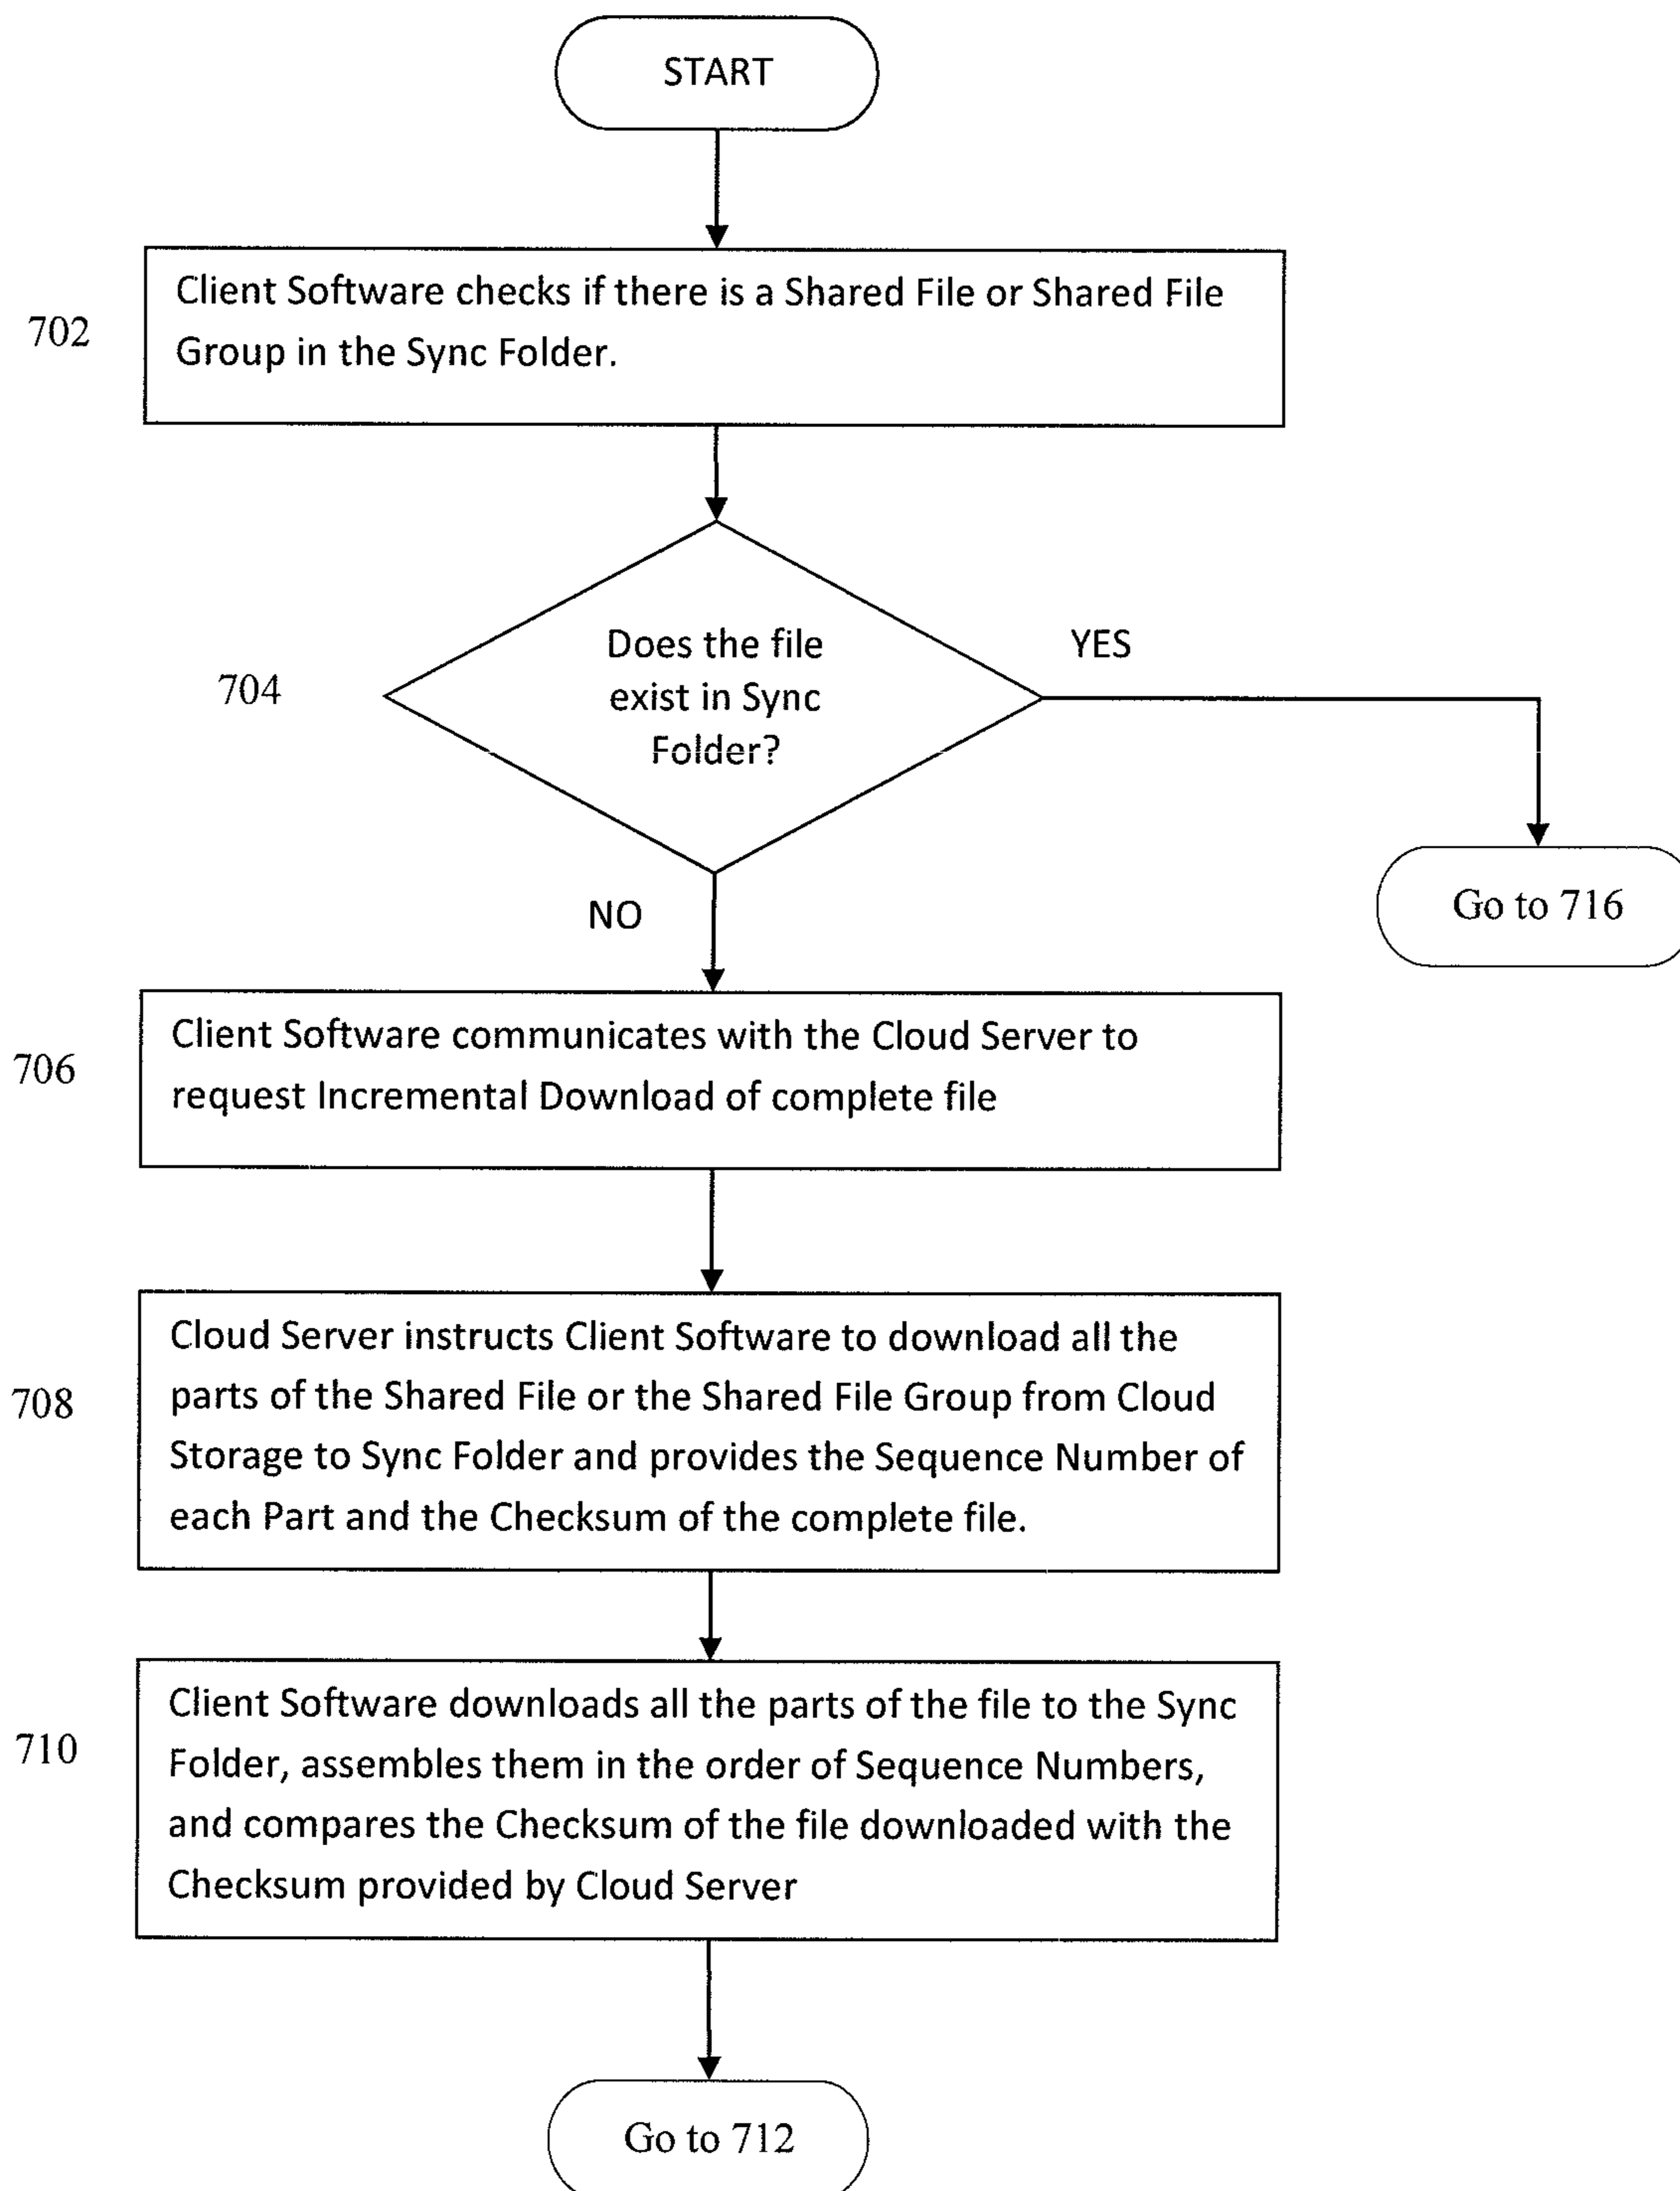 START
702
Client Software checks if there is a Shared File or Shared File
Group in the Sync Folder.
704
Does the file
exist in Sync
Folder?
YES
Go to 716
NO
706
Client Software communicates with the Cloud Server to
request Incremental Download of complete file
708
Cloud Server instructs Client Software to download all the
parts of the Shared File or the Shared File Group from Cloud
Storage to Sync Folder and provides the Sequence Number of
each Part and the Checksum of the complete file.
710
Client Software downloads all the parts of the file to the Sync
Folder, assembles them in the order of Sequence Numbers,
and compares the Checksum of the file downloaded with the
Checksum provided by Cloud Server
Go to 712